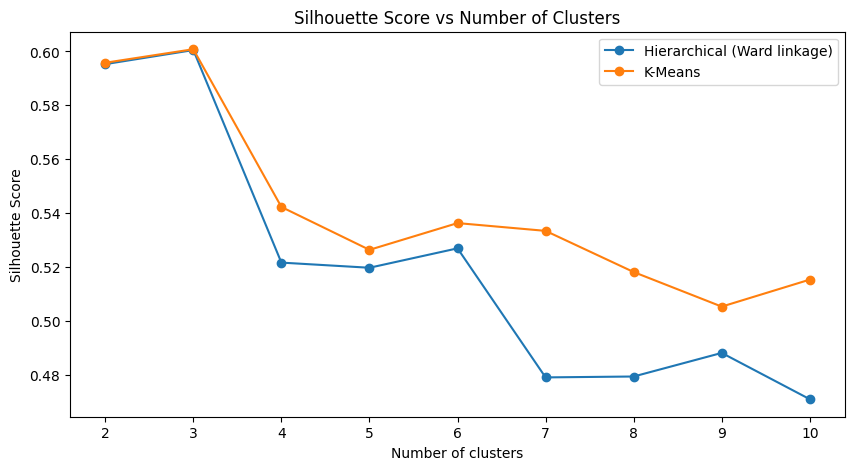 Silhouette Score vs Number of Clusters
Hierarchical (Ward linkage)
K-Means
Silhouette Score
0.60
0.58
0.56
0.54
0.52
0.50
0.48
2 3 4 5 6 7 8 9 10
Number of clusters